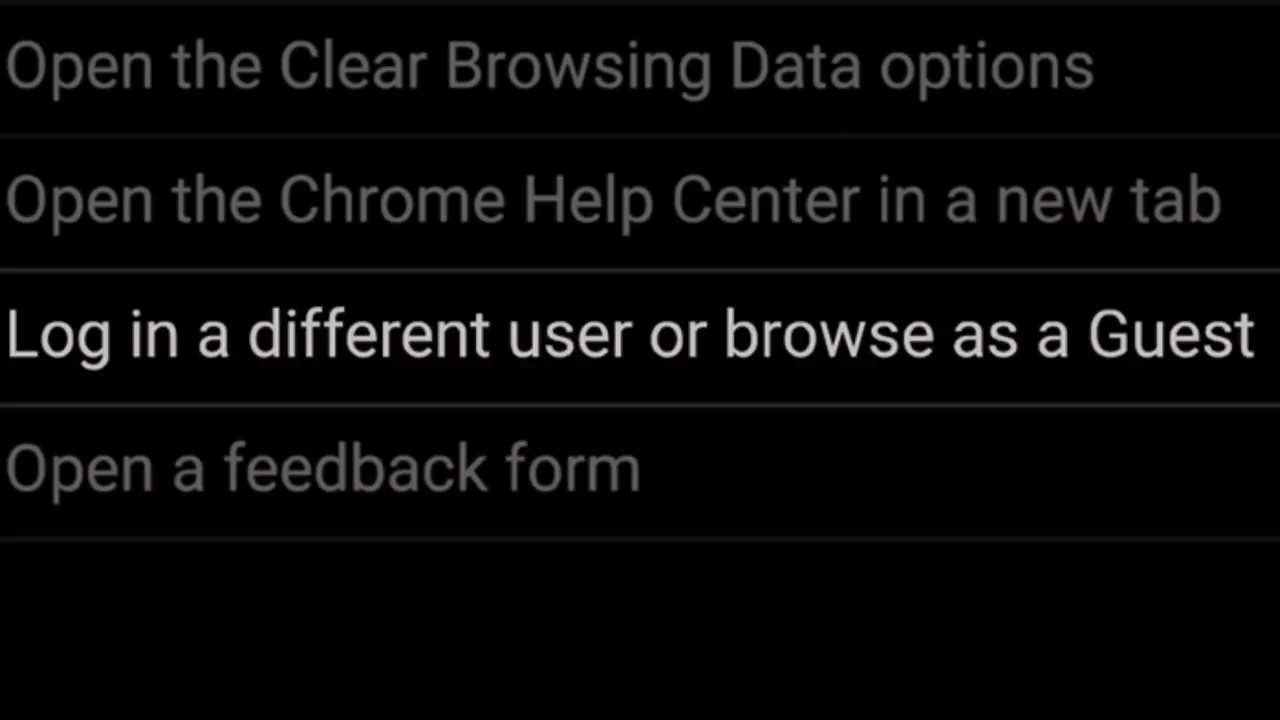 Open the Clear Browsing Data options
Open the Chrome Help Center in a new tab
Log in a different user or browse as a Guest
Open a feedback form